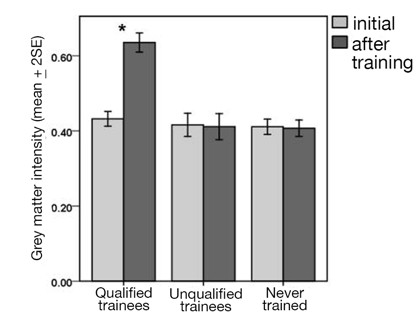 initial
after
training
*
Grey matter intensity (mean ± 2SE)
0.60
0.40
0.20
0.00
Qualified
trainees
Unqualified
trainees
Never
trained